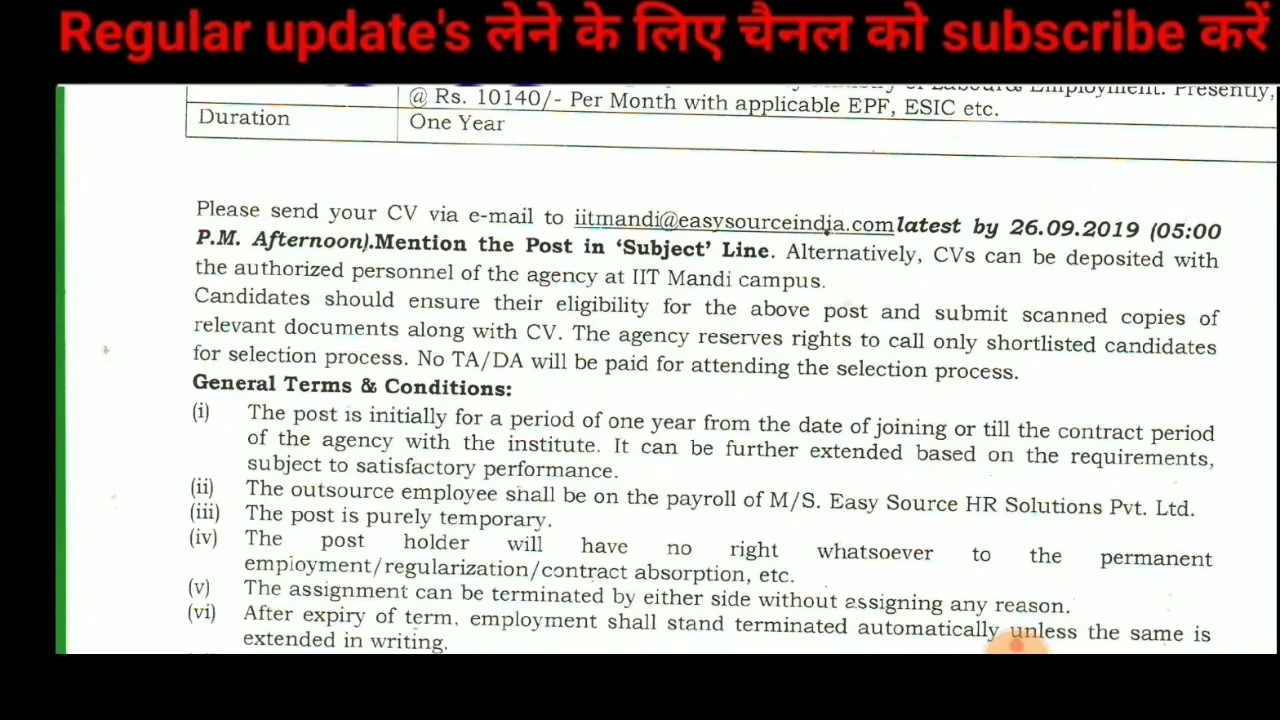 Regular update's लेने के लिए चैनल को subscribe करें
of Labour& Employment. Presently,
@ Rs. 10140/- Per Month with applicable EPF, ESIC etc.
Duration One Year
Please send your CV via e-mail to iitmandi@easysourceindia.com latest by 26.09.2019 (05:00
P.M. Afternoon).Mention the Post in ‘Subject’ Line. Alternatively, CVs can be deposited with
the authorized personnel of the agency at IIT Mandi campus.
Candidates should ensure their eligibility for the above post and submit scanned copies of
relevant documents along with CV. The agency reserves rights to call only shortlisted candidates
for selection process. No TA/DA will be paid for attending the selection process.
General Terms & Conditions:
(i) The post is initially for a period of one year from the date of joining or till the contract period
of the agency with the institute. It can be further extended based on the requirements,
subject to satisfactory performance.
(ii) The outsource employee shall be on the payroll of M/S. Easy Source HR Solutions Pvt. Ltd.
(iii) The post is purely temporary.
(iv) The post holder will have no right whatsoever to the permanent
employment/regularization/contract absorption, etc.
(v) The assignment can be terminated by either side without assigning any reason.
(vi) After expiry of term, employment shall stand terminated automatically unless the same is
extended in writing.